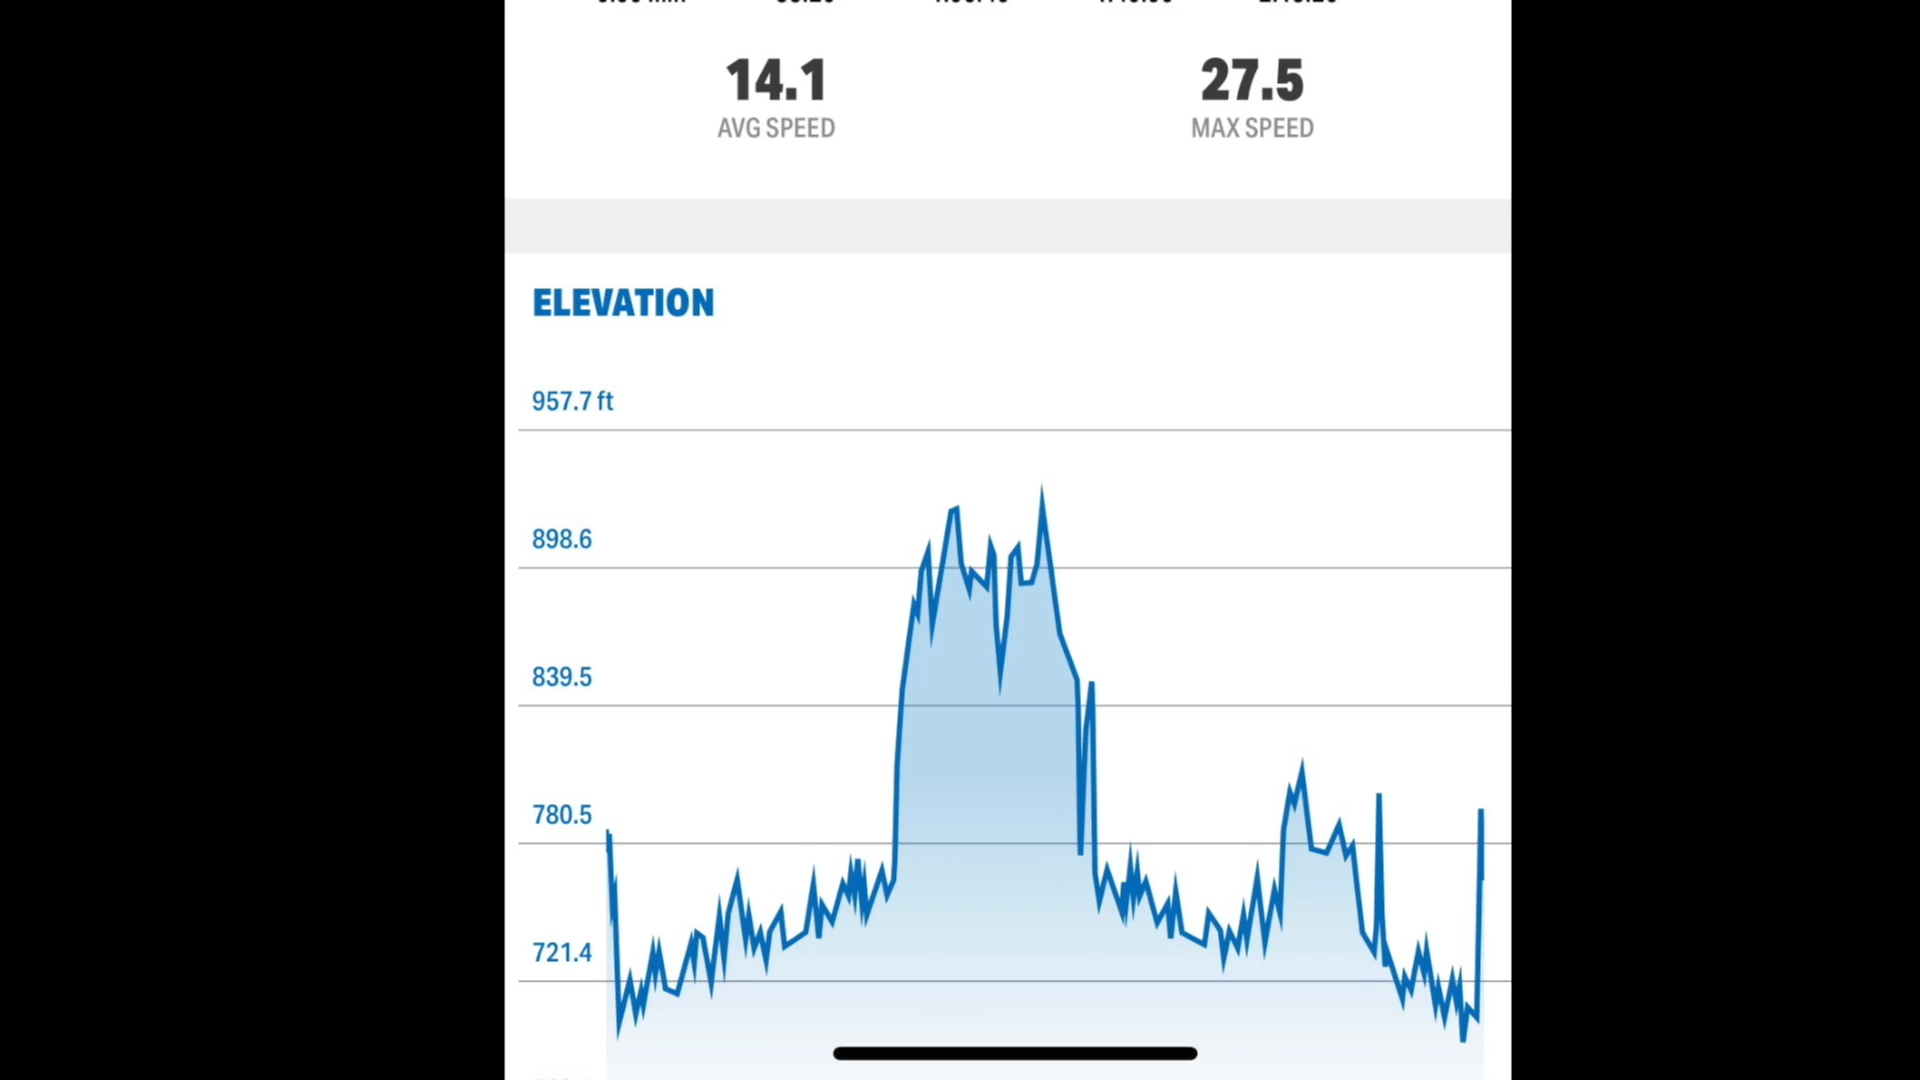 14.1 27.5
AVG SPEED MAX SPEED
ELEVATION
957.7 ft
898.6
839.5
780.5
721.4